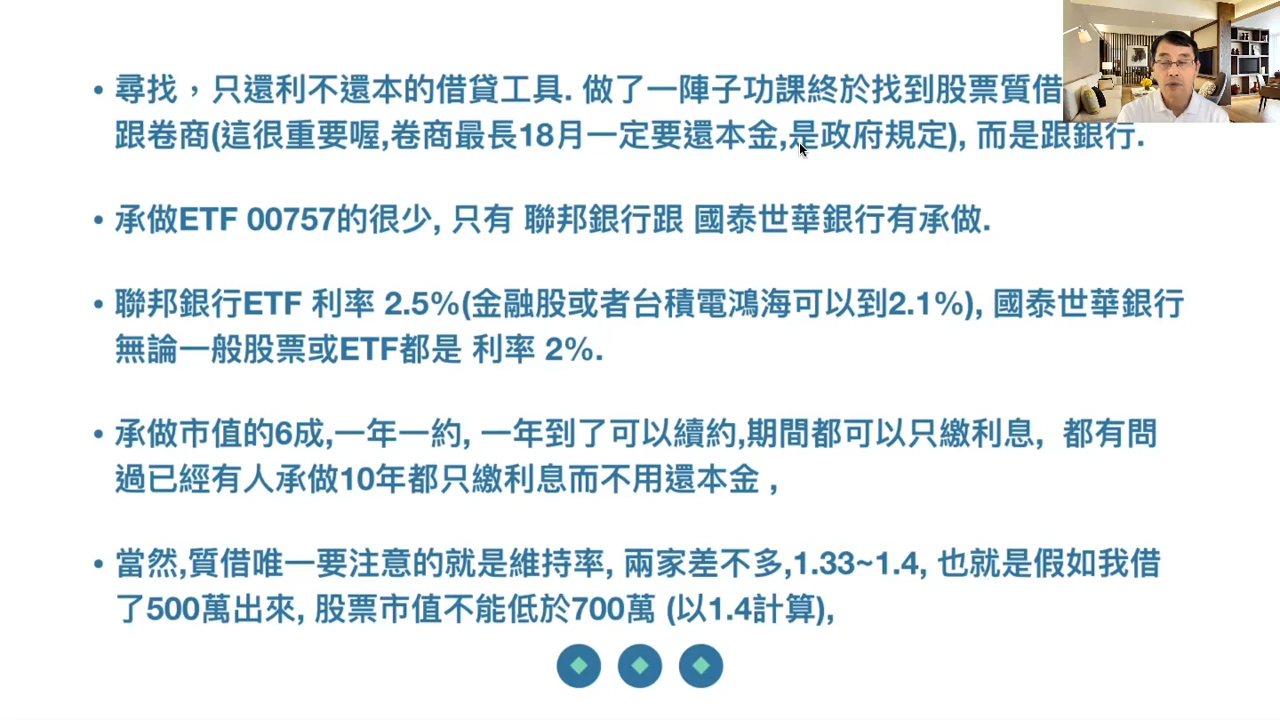 • 尋找，只還利不還本的借貸工具. 做了一陣子功課終於找到股票質借
跟卷商(這很重要喔,卷商最長18月一定要還本金,是政府規定), 而是跟銀行.
• 承做ETF 00757的很少, 只有 聯邦銀行跟 國泰世華銀行有承做.
• 聯邦銀行ETF 利率 2.5%(金融股或者台積電鴻海可以到2.1%), 國泰世華銀行
無論一般股票或ETF都是 利率 2%.
• 承做市值的6成,一年一約, 一年到了可以續約,期間都可以只繳利息,  都有問
過已經有人承做10年都只繳利息而不用還本金 ,
• 當然,質借唯一要注意的就是維持率, 兩家差不多,1.33~1.4, 也就是假如我借
了500萬出來, 股票市值不能低於700萬 (以1.4計算),